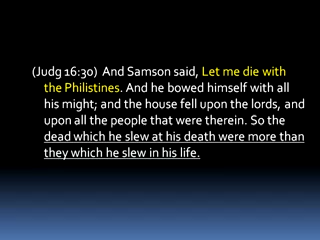 (Judg 16:30) And Samson said, Let me die with
the Philistines. And he bowed himself with all
his might; and the house fell upon the lords, and
upon all the people that were therein. So the
dead which he slew at his death were more than
they which he slew in his life.